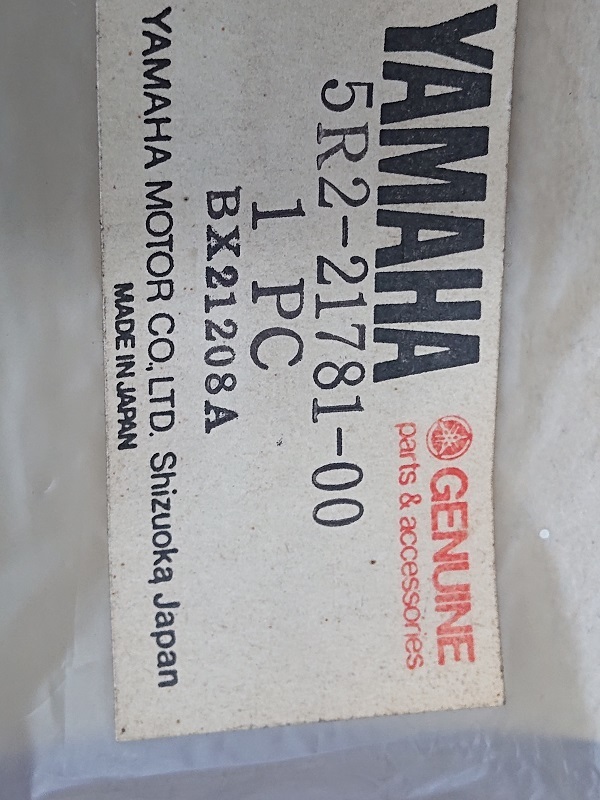 YAMAHA GENUINE
parts & accessories
5R2-21781-00
1 PC
BX21208A
YAMAHA MOTOR CO., LTD. Shizuoka, Japan
MADE IN JAPAN